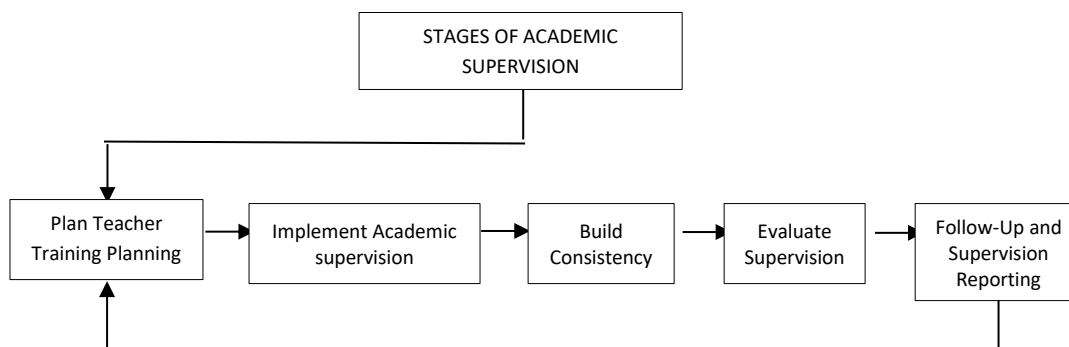 STAGES OF ACADEMIC
SUPERVISION
Plan Teacher
Training Planning
Implement Academic
supervision
Build
Consistency
Evaluate
Supervision
Follow-Up and
Supervision
Reporting